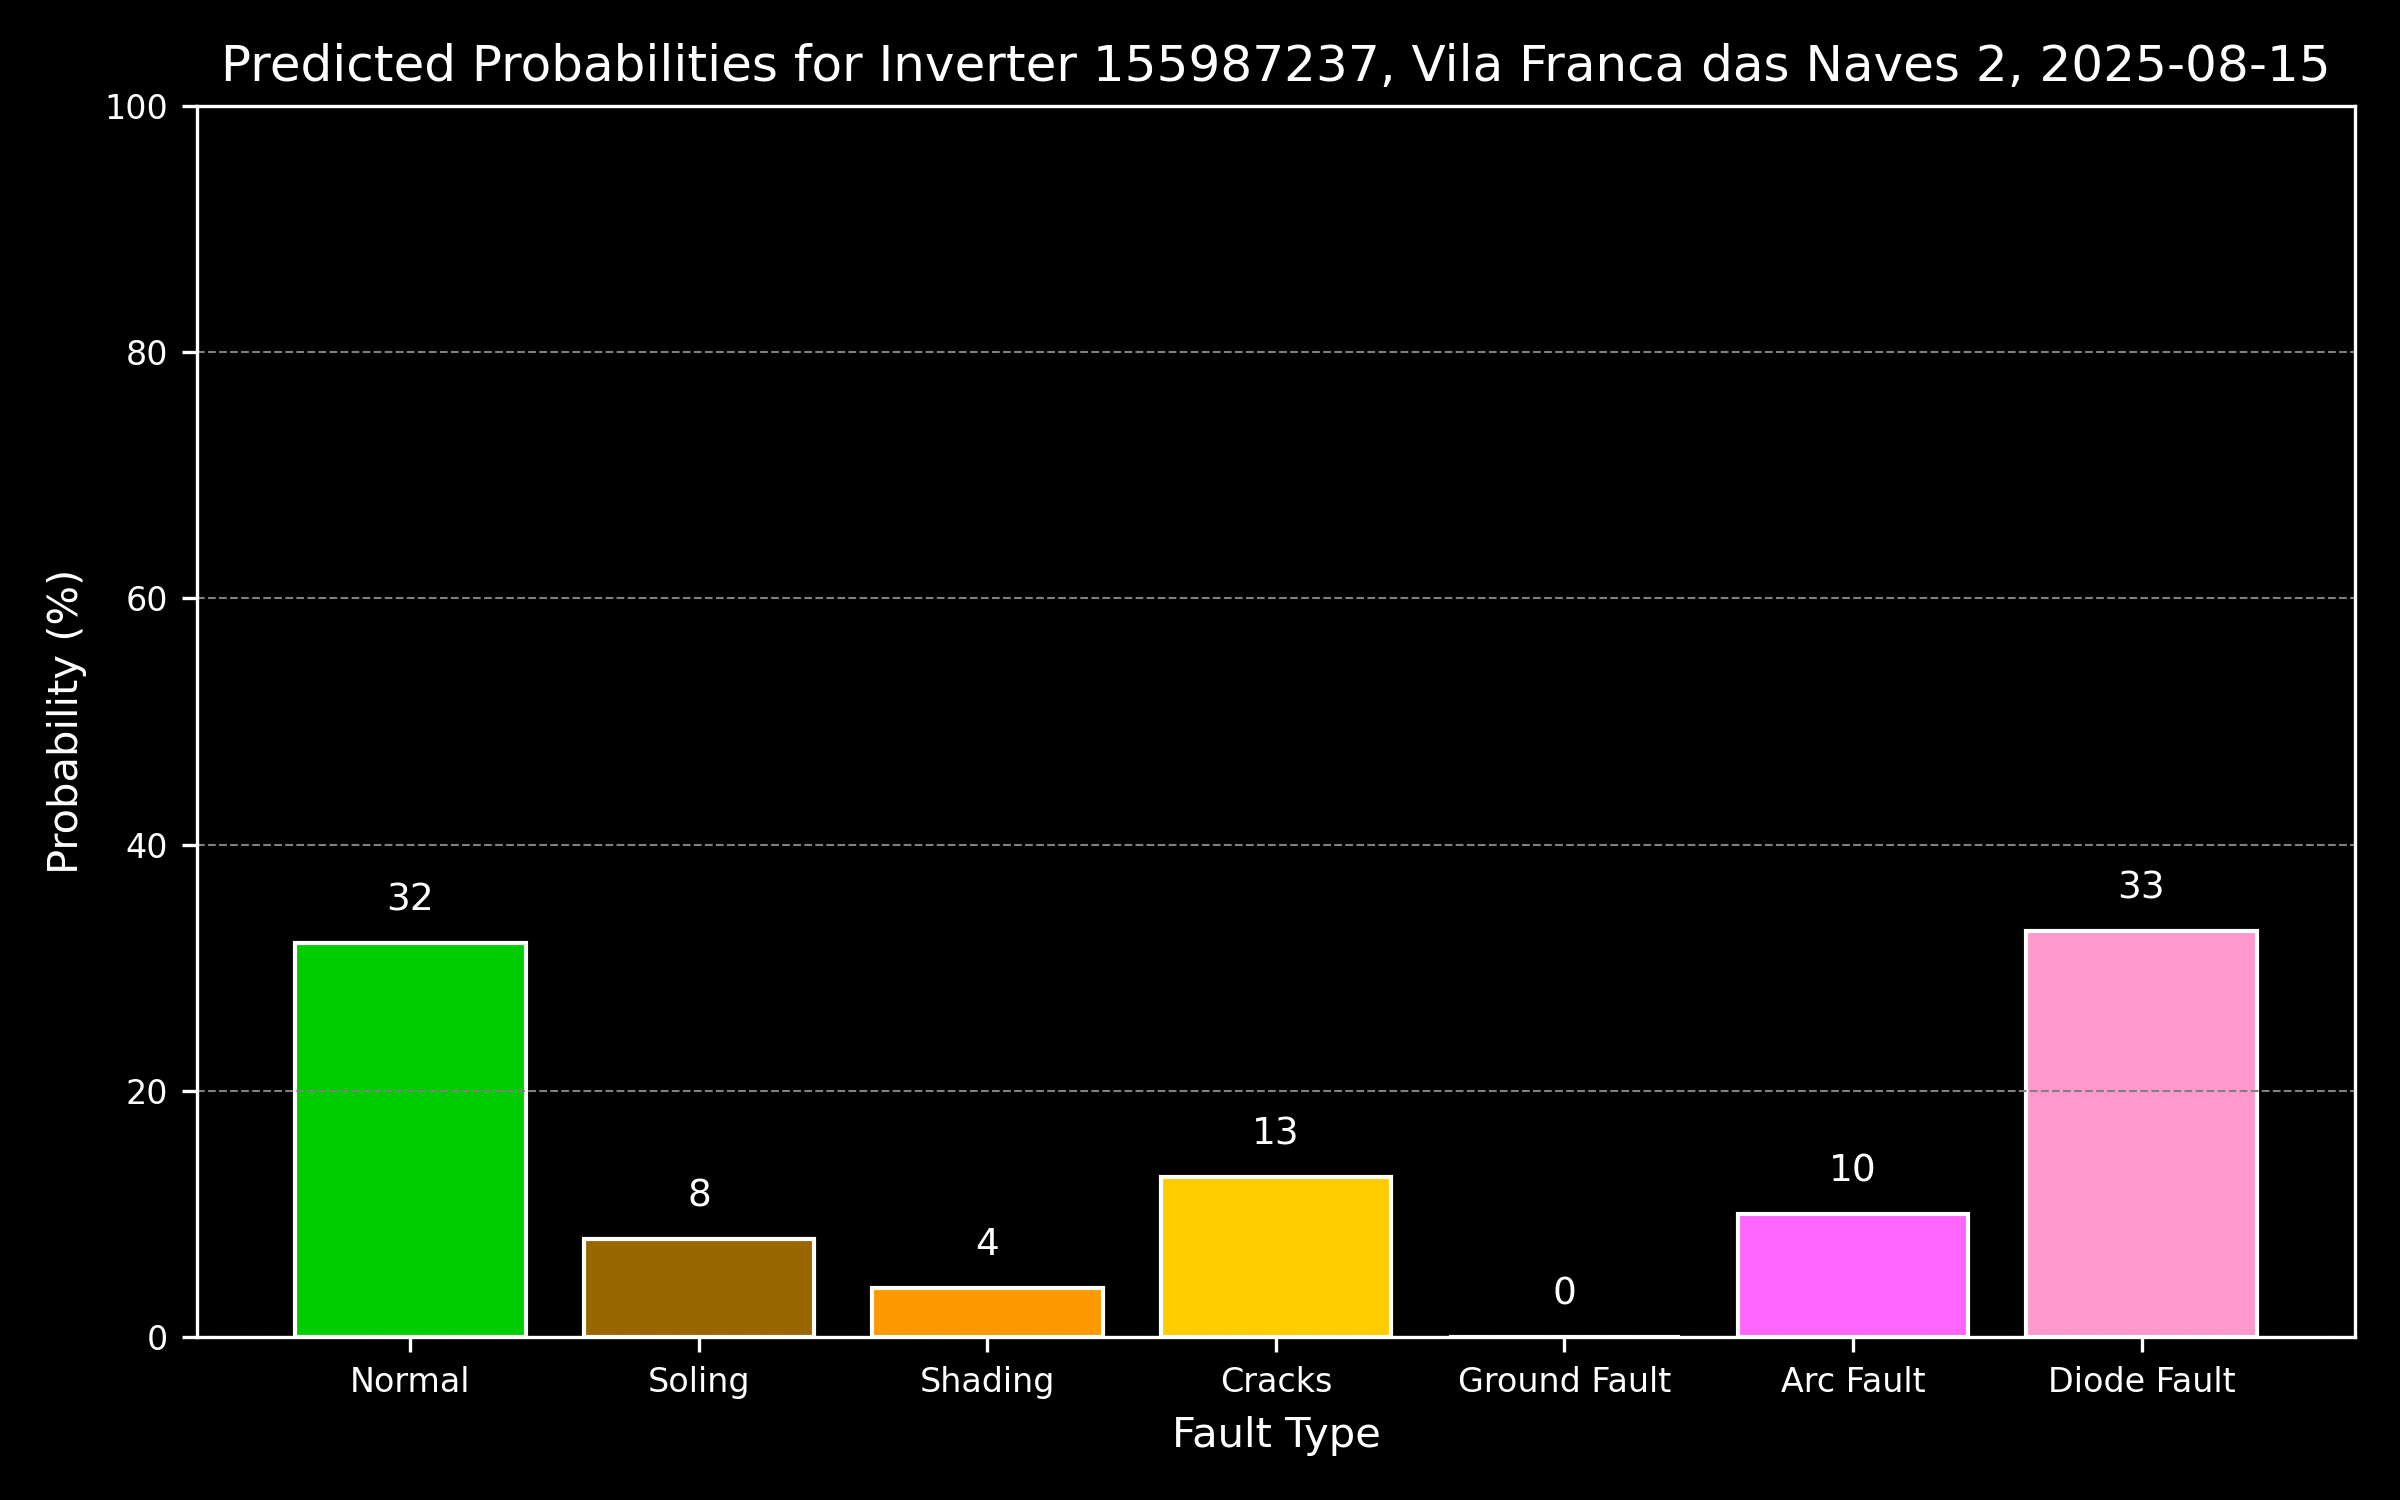 Predicted Probabilities for Inverter 155987237, Vila Franca das Naves 2, 2025-08-15
100
80
60
40
20
0
Probability (%)
32
8
4
13
0
10
33
Normal
Soling
Shading
Cracks
Ground Fault
Arc Fault
Diode Fault
Fault Type